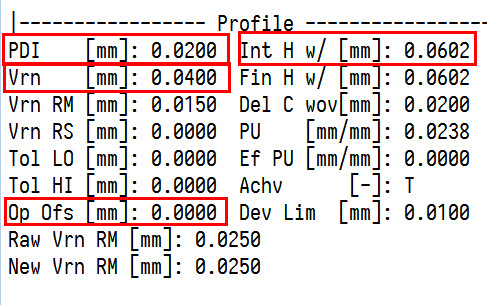 |----------------- Profile -----------------
PDI    [mm]: 0.0200 Int H w/ [mm]: 0.0602
Vrn    [mm]: 0.0400 Fin H w/ [mm]: 0.0602
Vrn RM [mm]: 0.0150 Del C wov[mm]: 0.0200
Vrn RS [mm]: 0.0000 PU    [mm/mm]: 0.0238
Tol LO [mm]: 0.0000 Ef PU [mm/mm]: 0.0000
Tol HI [mm]: 0.0000 Achv      [-]: T
Op Ofs [mm]: 0.0000 Dev Lim  [mm]: 0.0100
Raw Vrn RM [mm]: 0.0250
New Vrn RM [mm]: 0.0250